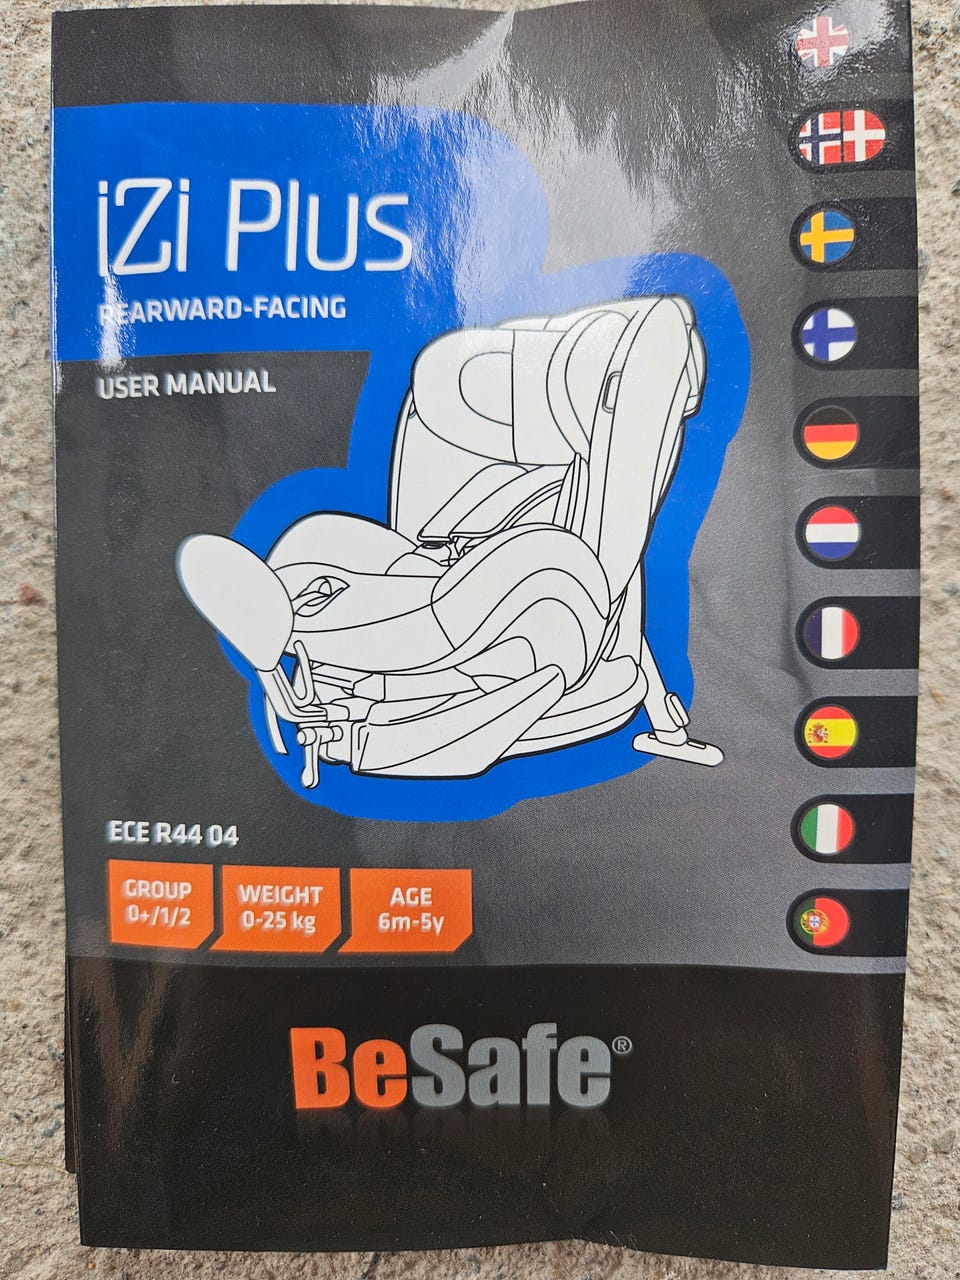 iZi Plus
REARWARD-FACING
USER MANUAL
ECE R44 04
GROUP
0+/1/2
WEIGHT
0-25 kg
AGE
6m-5y
BeSafe®